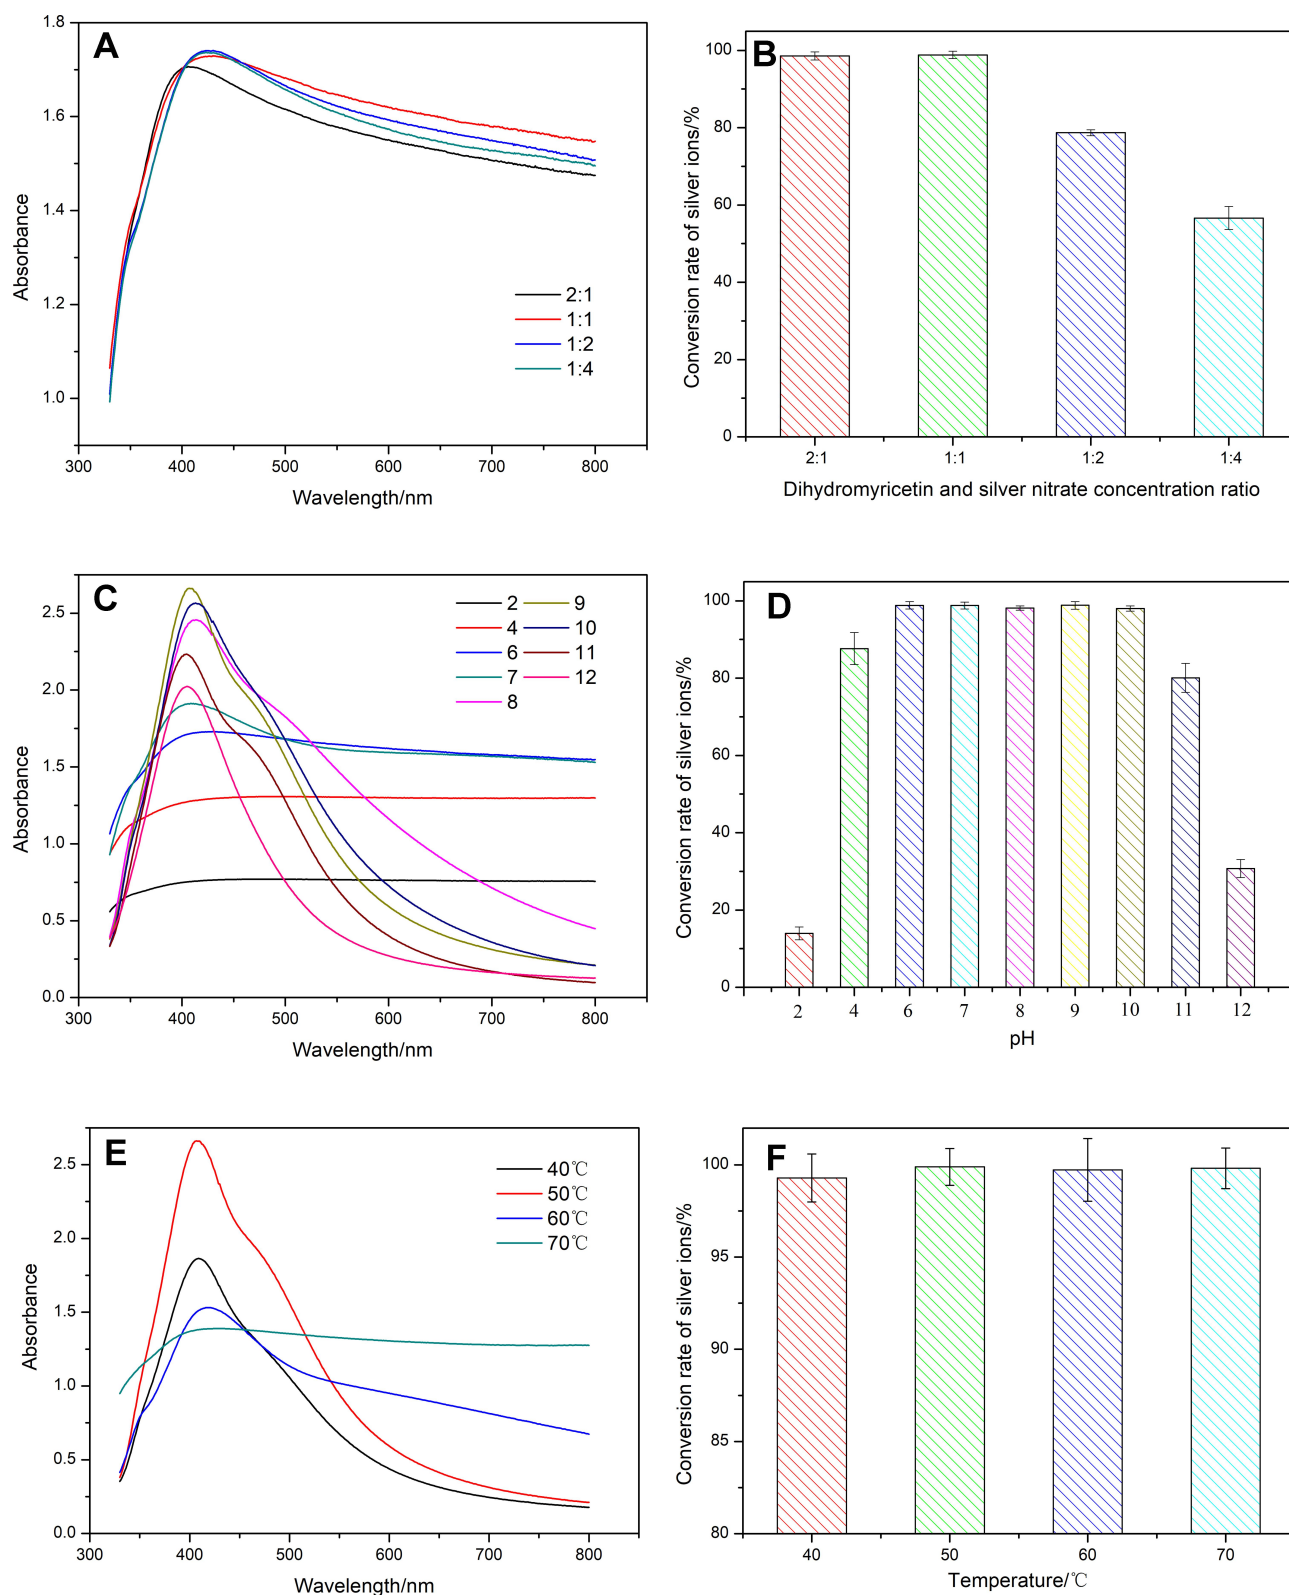 A
1.8
1.6
1.4
1.2
1.0
Absorbance
2:1
1:1
1:2
1:4
300 400 500 600 700 800
Wavelength/nm
B
100
80
60
40
20
0
Conversion rate of silver ions/%
2:1 1:1 1:2 1:4
Dihydromyricetin and silver nitrate concentration ratio
C
2.5
2.0
1.5
1.0
0.5
0.0
Absorbance
2 9
4 10
6 11
7 12
8
300 400 500 600 700 800
Wavelength/nm
D
100
80
60
40
20
0
Conversion rate of silver ions/%
2 4 6 7 8 9 10 11 12
pH
E
2.5
2.0
1.5
1.0
0.5
0.0
Absorbance
40℃
50℃
60℃
70℃
300 400 500 600 700 800
Wavelength/nm
F
100
95
90
85
80
Conversion rate of silver ions/%
40 50 60 70
Temperature/℃